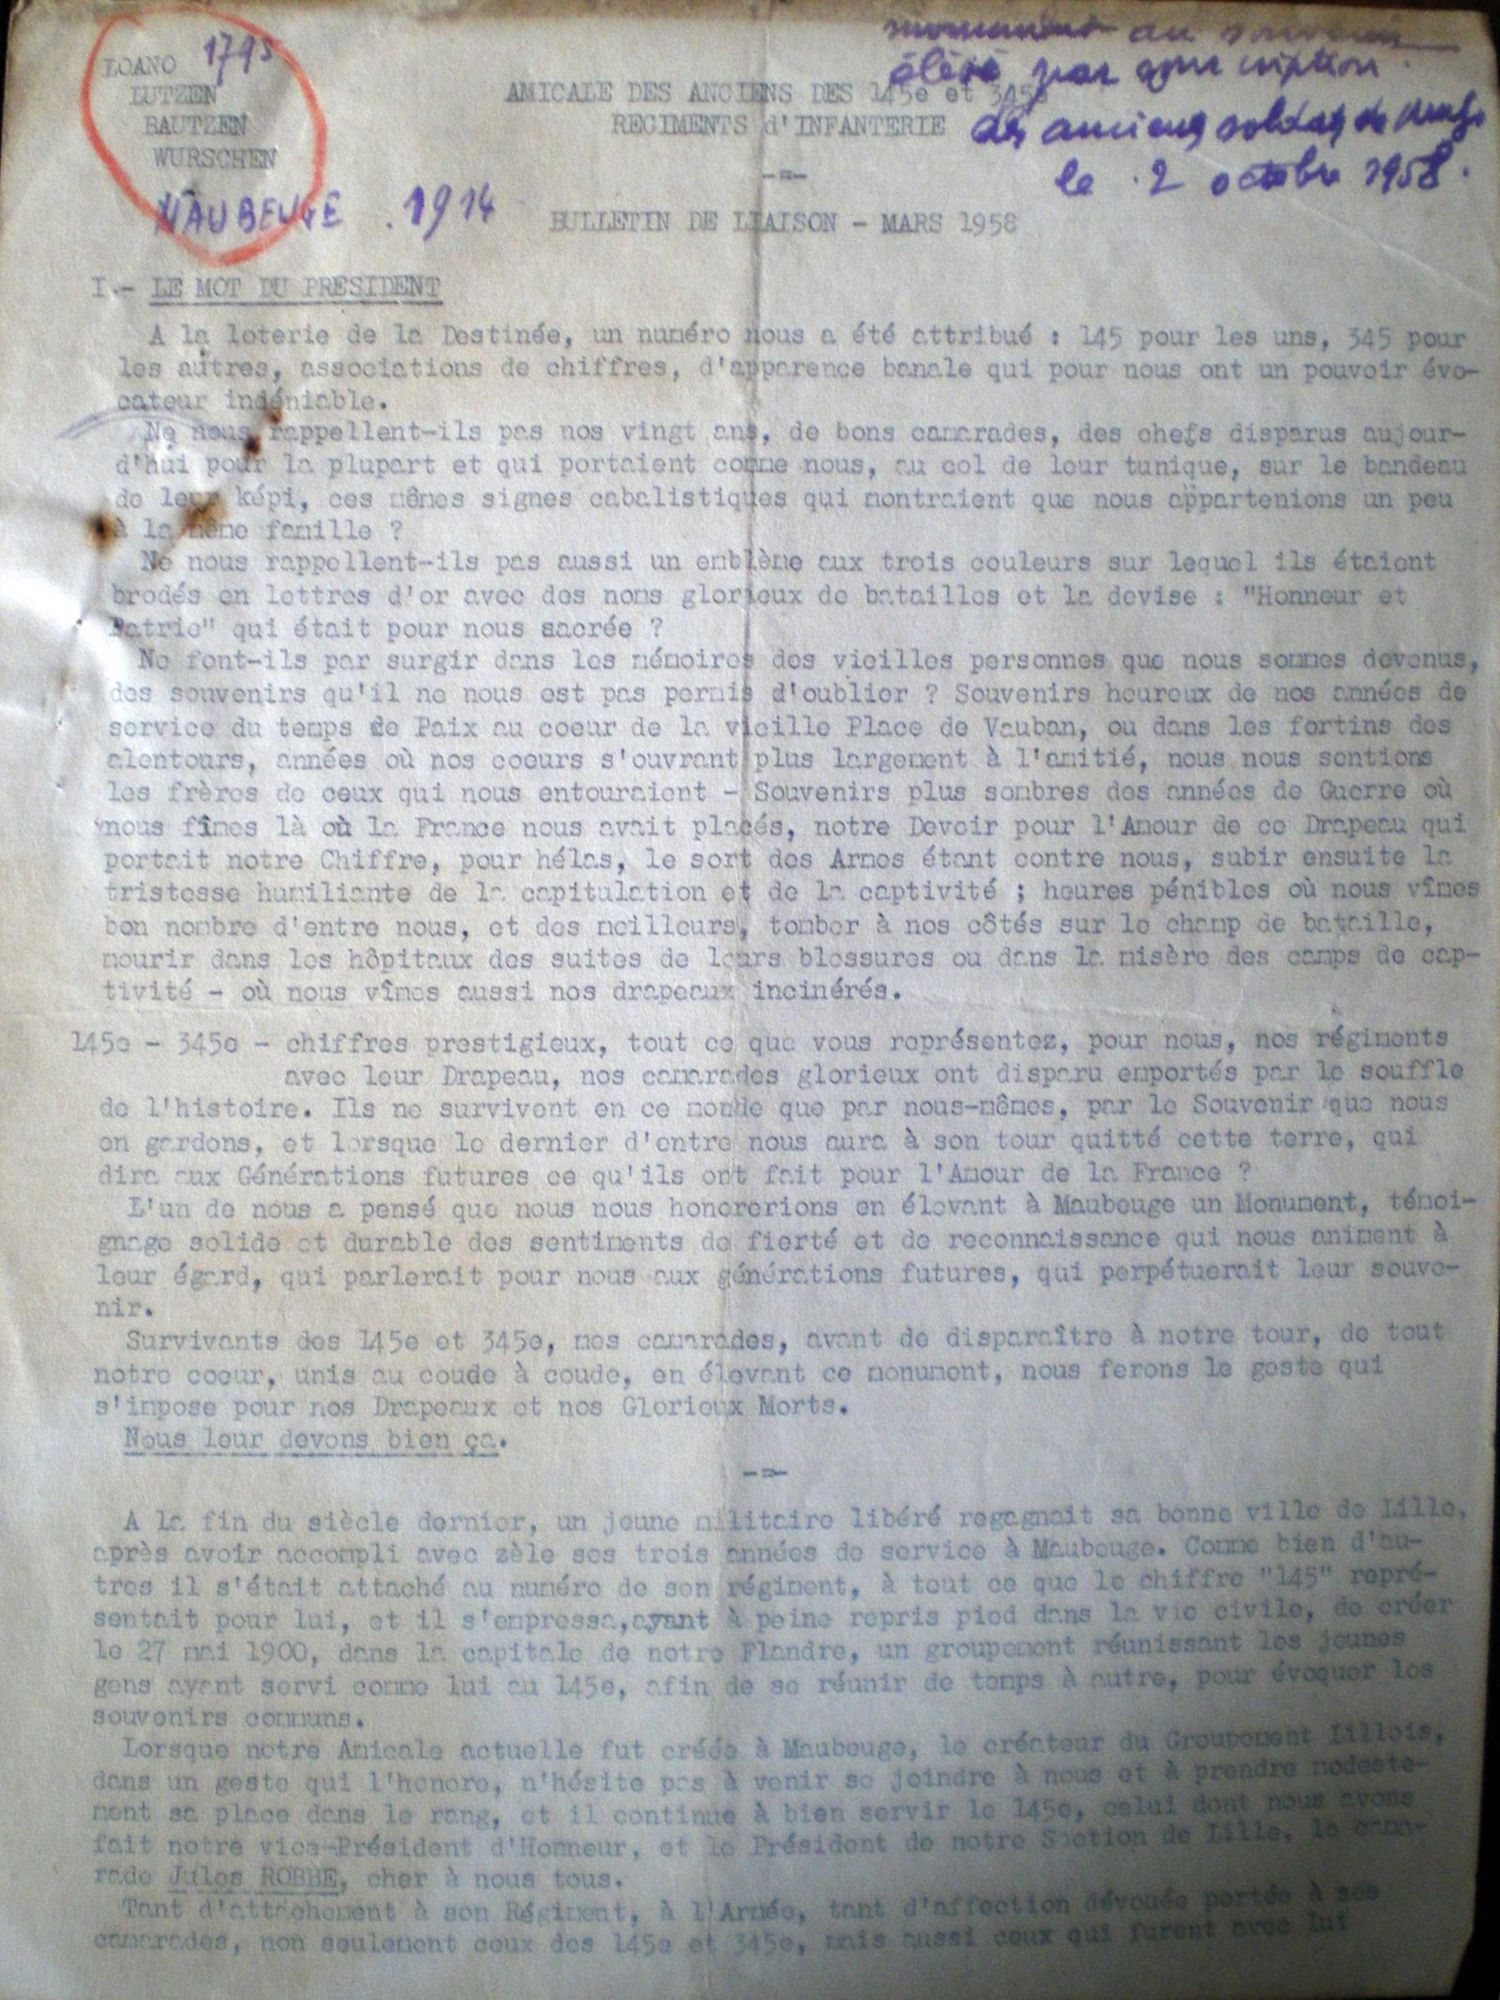 LOANO 1795
LUTZEN
BAUTZEN
WURSCHEN
MAUBEUGE . 1914
monument au souvenir
élevé par souscription
des anciens soldats de
le 2 octobre 1958.
AMICALE DES ANCIENS DES 145e et 345e
REGIMENTS d'INFANTERIE
-=-
BULLETIN DE LIAISON - MARS 1958
I.- LE MOT DU PRESIDENT
A la loterie de la Destinée, un numéro nous a été attribué : 145 pour les uns, 345 pour
les autres, associations de chiffres, d'apparence banale qui pour nous ont un pouvoir évo-
cateur indéniable.
Ne nous rappellent-ils pas nos vingt ans, de bons camarades, des chefs disparus aujour-
d'hui pour la plupart et qui portaient comme nous, au col de leur tunique, sur le bandeau
de leur képi, ces mêmes signes cabalistiques qui montraient que nous appartenions un peu
à la même famille ?
Ne nous rappellent-ils pas aussi un emblème aux trois couleurs sur lequel ils étaient
brodés en lettres d'or avec des noms glorieux de batailles et la devise : "Honneur et
Patrie" qui était pour nous sacrée ?
Ne font-ils par surgir dans les mémoires des vieilles personnes que nous sommes devenus,
des souvenirs qu'il ne nous est pas permis d'oublier ? Souvenirs heureux de nos années de
service du temps de Paix au coeur de la vieille Place de Vauban, ou dans les fortins des
alentours, années où nos coeurs s'ouvrant plus largement à l'amitié, nous nous sentions
les frères de ceux qui nous entouraient - Souvenirs plus sombres des années de Guerre où
nous fîmes là où la France nous avait placés, notre Devoir pour l'Amour de ce Drapeau qui
portait notre Chiffre, pour hélas, le sort des Armes étant contre nous, subir ensuite la
tristesse humiliante de la capitulation et de la captivité ; heures pénibles où nous vîmes
bon nombre d'entre nous, et des meilleurs, tomber à nos côtés sur le champ de bataille,
mourir dans les hôpitaux des suites de leurs blessures ou dans la misère des camps de cap-
tivité - où nous vîmes aussi nos drapeaux incinérés.
145e - 345e - chiffres prestigieux, tout ce que vous représentez, pour nous, nos régiments
avec leur Drapeau, nos camarades glorieux ont disparu emportés par le souffle
de l'histoire. Ils ne survivent en ce monde que par nous-mêmes, par le Souvenir que nous
en gardons, et lorsque le dernier d'entre nous aura à son tour quitté cette terre, qui
dira aux Générations futures ce qu'ils ont fait pour l'Amour de la France ?
L'un de nous a pensé que nous nous honorerions en élevant à Maubeuge un Monument, témoi-
gnage solide et durable des sentiments de fierté et de reconnaissance qui nous animent à
leur égard, qui parlerait pour nous aux générations futures, qui perpétuerait leur souve-
nir.
Survivants des 145e et 345e, mes camarades, avant de disparaître à notre tour, de tout
notre coeur, unis au coude à coude, en élevant ce monument, nous ferons le geste qui
s'impose pour nos Drapeaux et nos Glorieux Morts.
Nous leur devons bien ça.
-=-
A la fin du siècle dernier, un jeune militaire libéré regagnait sa bonne ville de Lille,
après avoir accompli avec zèle ses trois années de service à Maubeuge. Comme bien d'au-
tres il s'était attaché au numéro de son régiment, à tout ce que le chiffre "145" repré-
sentait pour lui, et il s'empressa,ayant à peine repris pied dans la vie civile, de créer
le 27 mai 1900, dans la capitale de notre Flandre, un groupement réunissant les jeunes
gens ayant servi comme lui au 145e, afin de se réunir de temps à autre, pour évoquer les
souvenirs communs.
Lorsque notre Amicale actuelle fut créée à Maubeuge, le créateur du Groupement Lillois,
dans un geste qui l'honore, n'hésite pas à venir se joindre à nous et à prendre modeste-
ment sa place dans le rang, et il continue à bien servir le 145e, celui dont nous avons
fait notre vice-Président d'Honneur, et le Président de notre Section de Lille, le cama-
rade Jules ROBBE, cher à nous tous.
Tant d'attachement à son Régiment, à l'Armée, tant d'affection dévouée portée à ses
camarades, non seulement ceux des 145e et 345e, mais aussi ceux qui furent avec lui